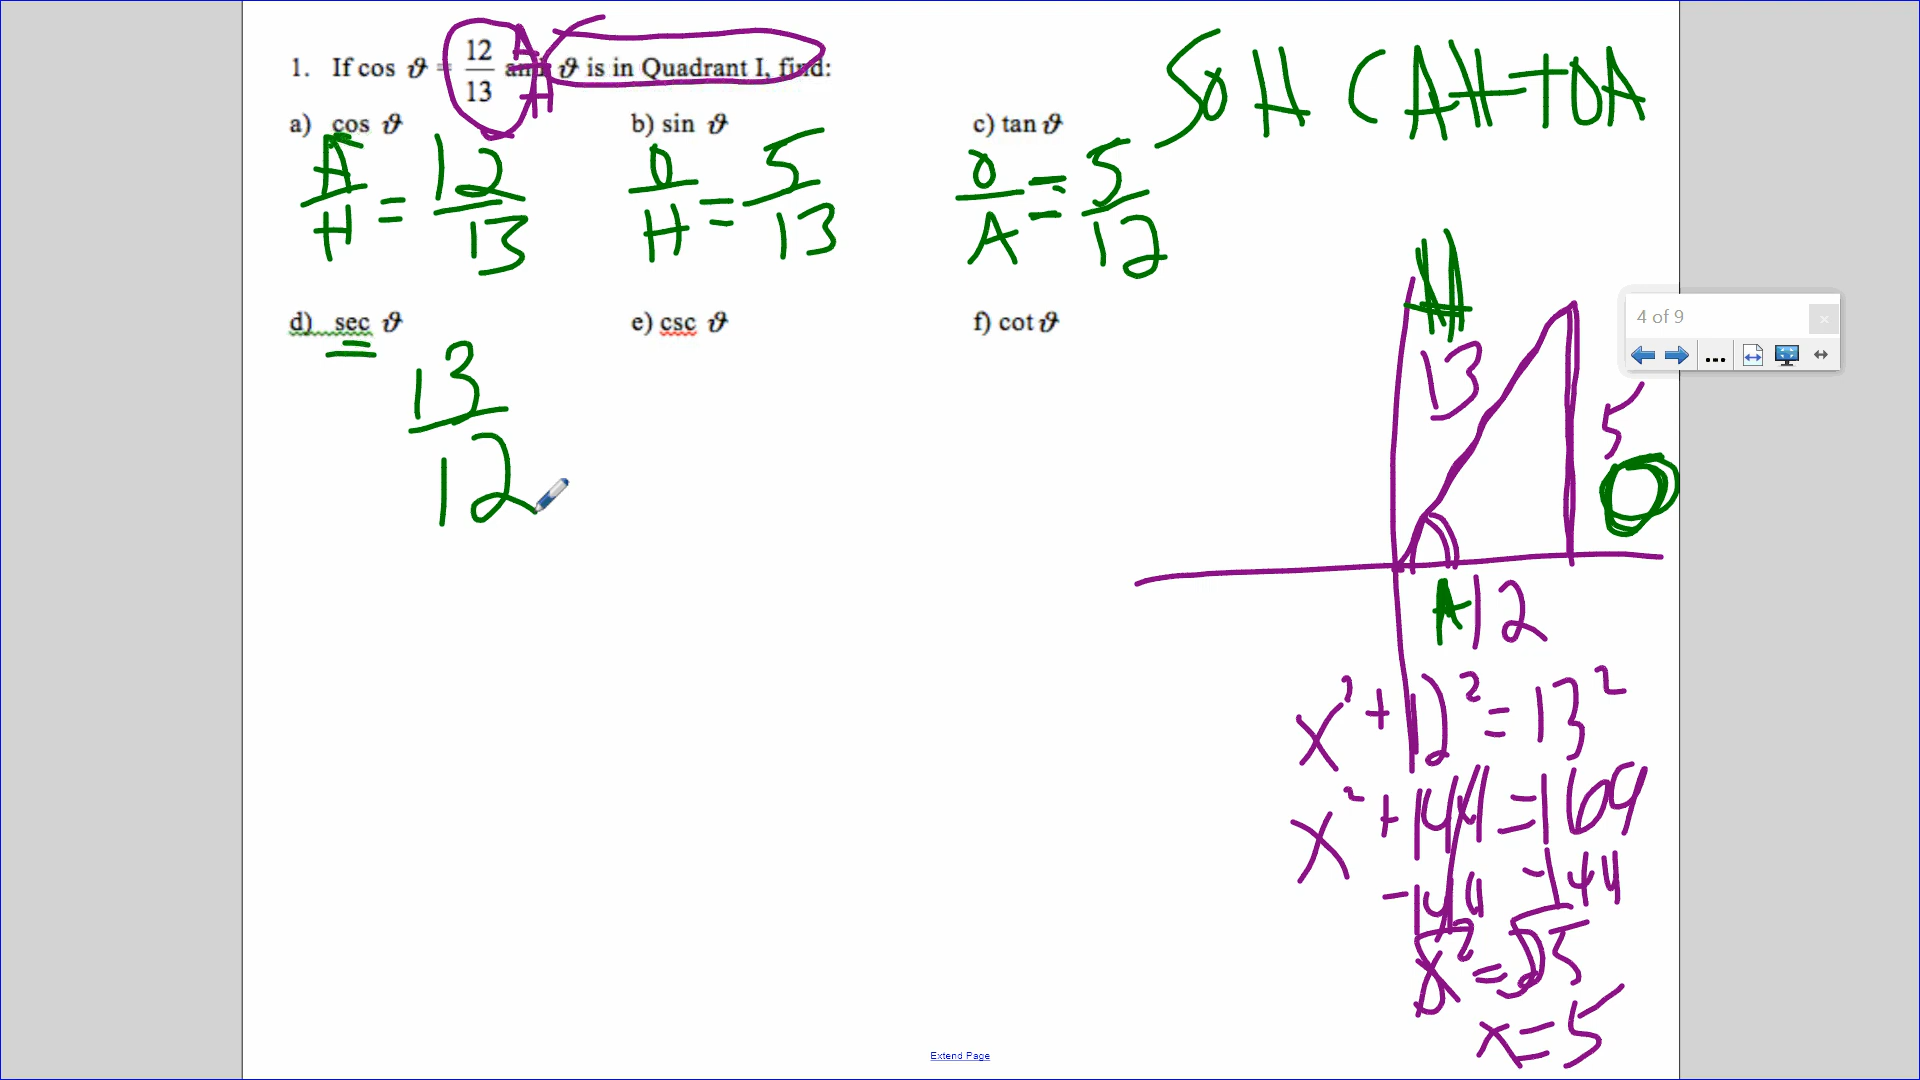 1. If cos ϑ = 12/13 and ϑ is in Quadrant I, find:
A
H
SOH CAH TOA
a) cos ϑ
b) sin ϑ
c) tan ϑ
A/H = 12/13
O/H = 5/13
O/A = 5/12
d) sec ϑ
e) csc ϑ
f) cot ϑ
13/12
H
13
5
O
A 12
4 of 9
x² + 12² = 13²
x² + 144 = 169
-144 -144
√x² = √25
x = 5
Extend Page